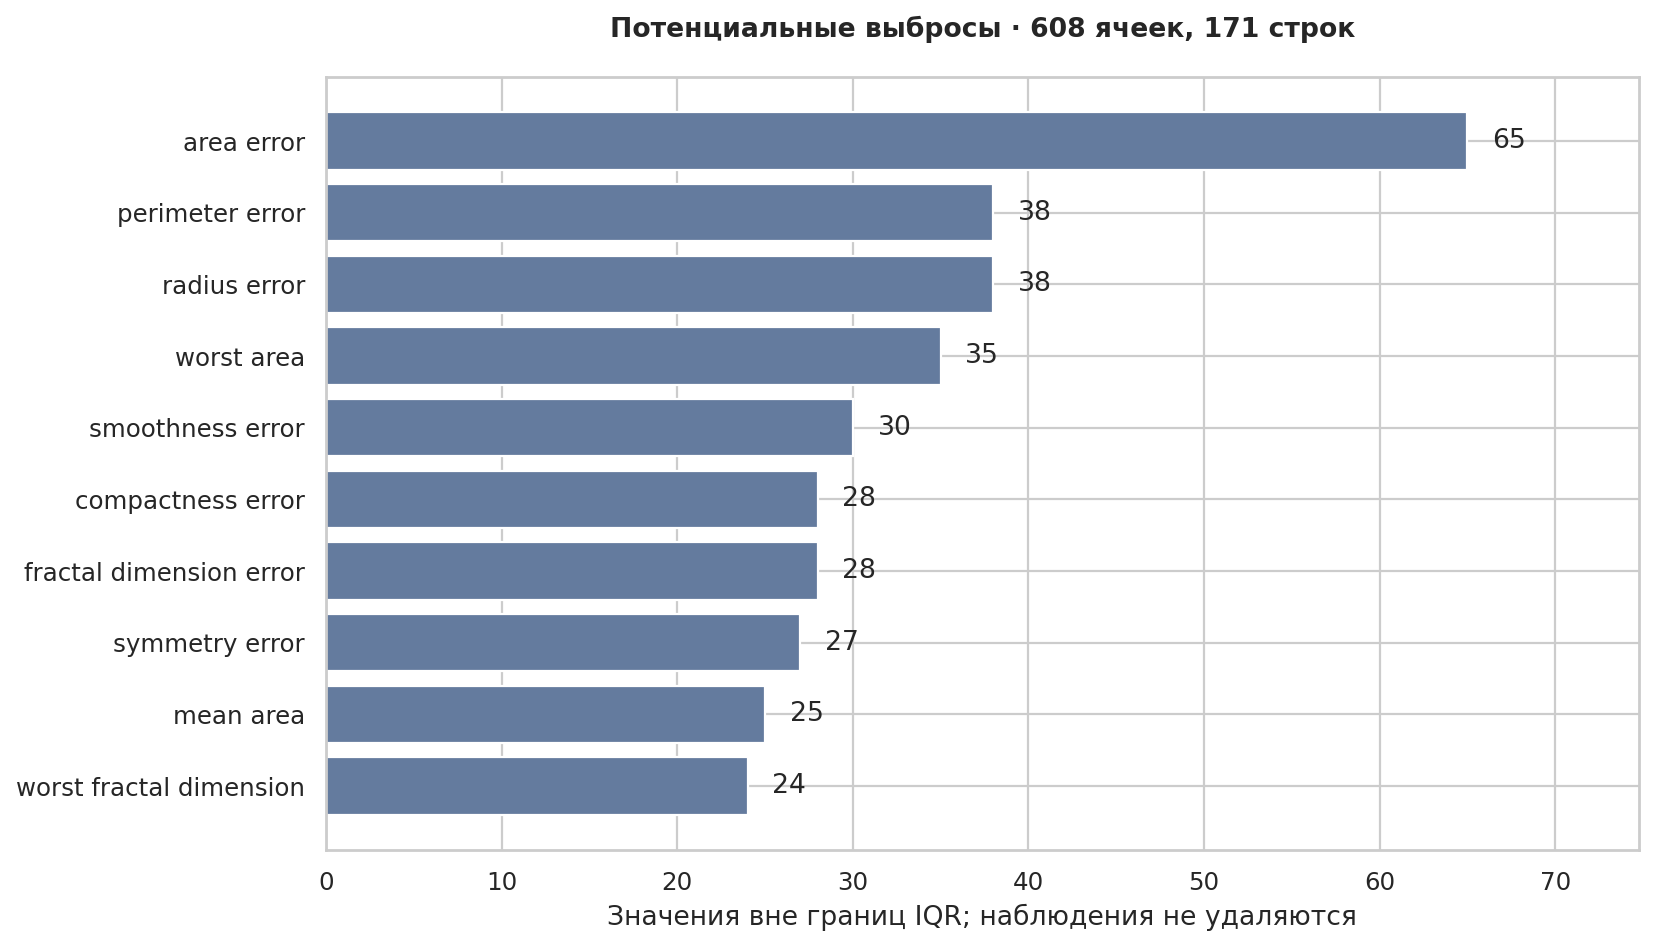 Потенциальные выбросы · 608 ячеек, 171 строк
area error 65
perimeter error 38
radius error 38
worst area 35
smoothness error 30
compactness error 28
fractal dimension error 28
symmetry error 27
mean area 25
worst fractal dimension 24
0 10 20 30 40 50 60 70
Значения вне границ IQR; наблюдения не удаляются